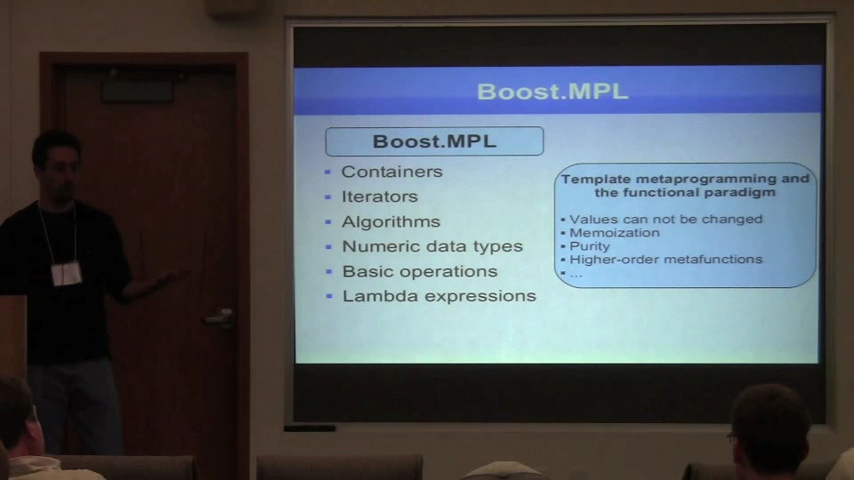 Boost.MPL
Boost.MPL
Containers
Iterators
Algorithms
Numeric data types
Basic operations
Lambda expressions
Template metaprogramming and
the functional paradigm
Values can not be changed
Memoization
Purity
Higher-order metafunctions
...